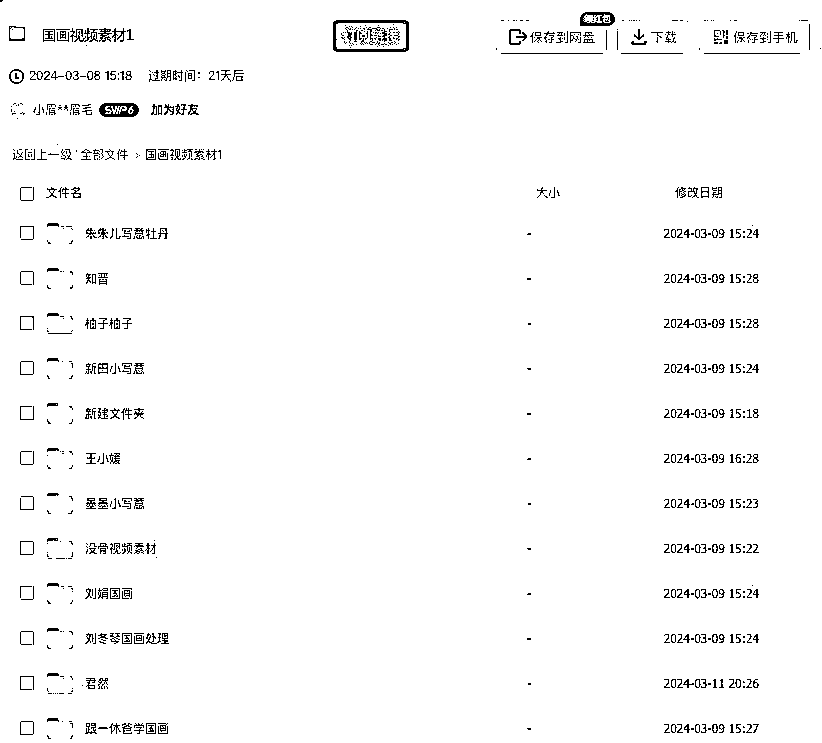 国画视频素材1
领红包
保存到网盘 下载 保存到手机
2024-03-08 15:18 过期时间：21天后
小眉**眉毛 SVIP6 加为好友
返回上一级 全部文件 > 国画视频素材1
文件名 大小 修改日期
朱朱儿写意牡丹 - 2024-03-09 15:24
知晋 - 2024-03-09 15:28
柚子柚子 - 2024-03-09 15:28
新田小写意 - 2024-03-09 15:24
新建文件夹 - 2024-03-09 15:18
王小媛 - 2024-03-09 16:28
墨墨小写意 - 2024-03-09 15:23
没骨视频素材 - 2024-03-09 15:22
刘娟国画 - 2024-03-09 15:24
刘冬琴国画处理 - 2024-03-09 15:24
君然 - 2024-03-11 20:26
跟一休爸学国画 - 2024-03-09 15:27